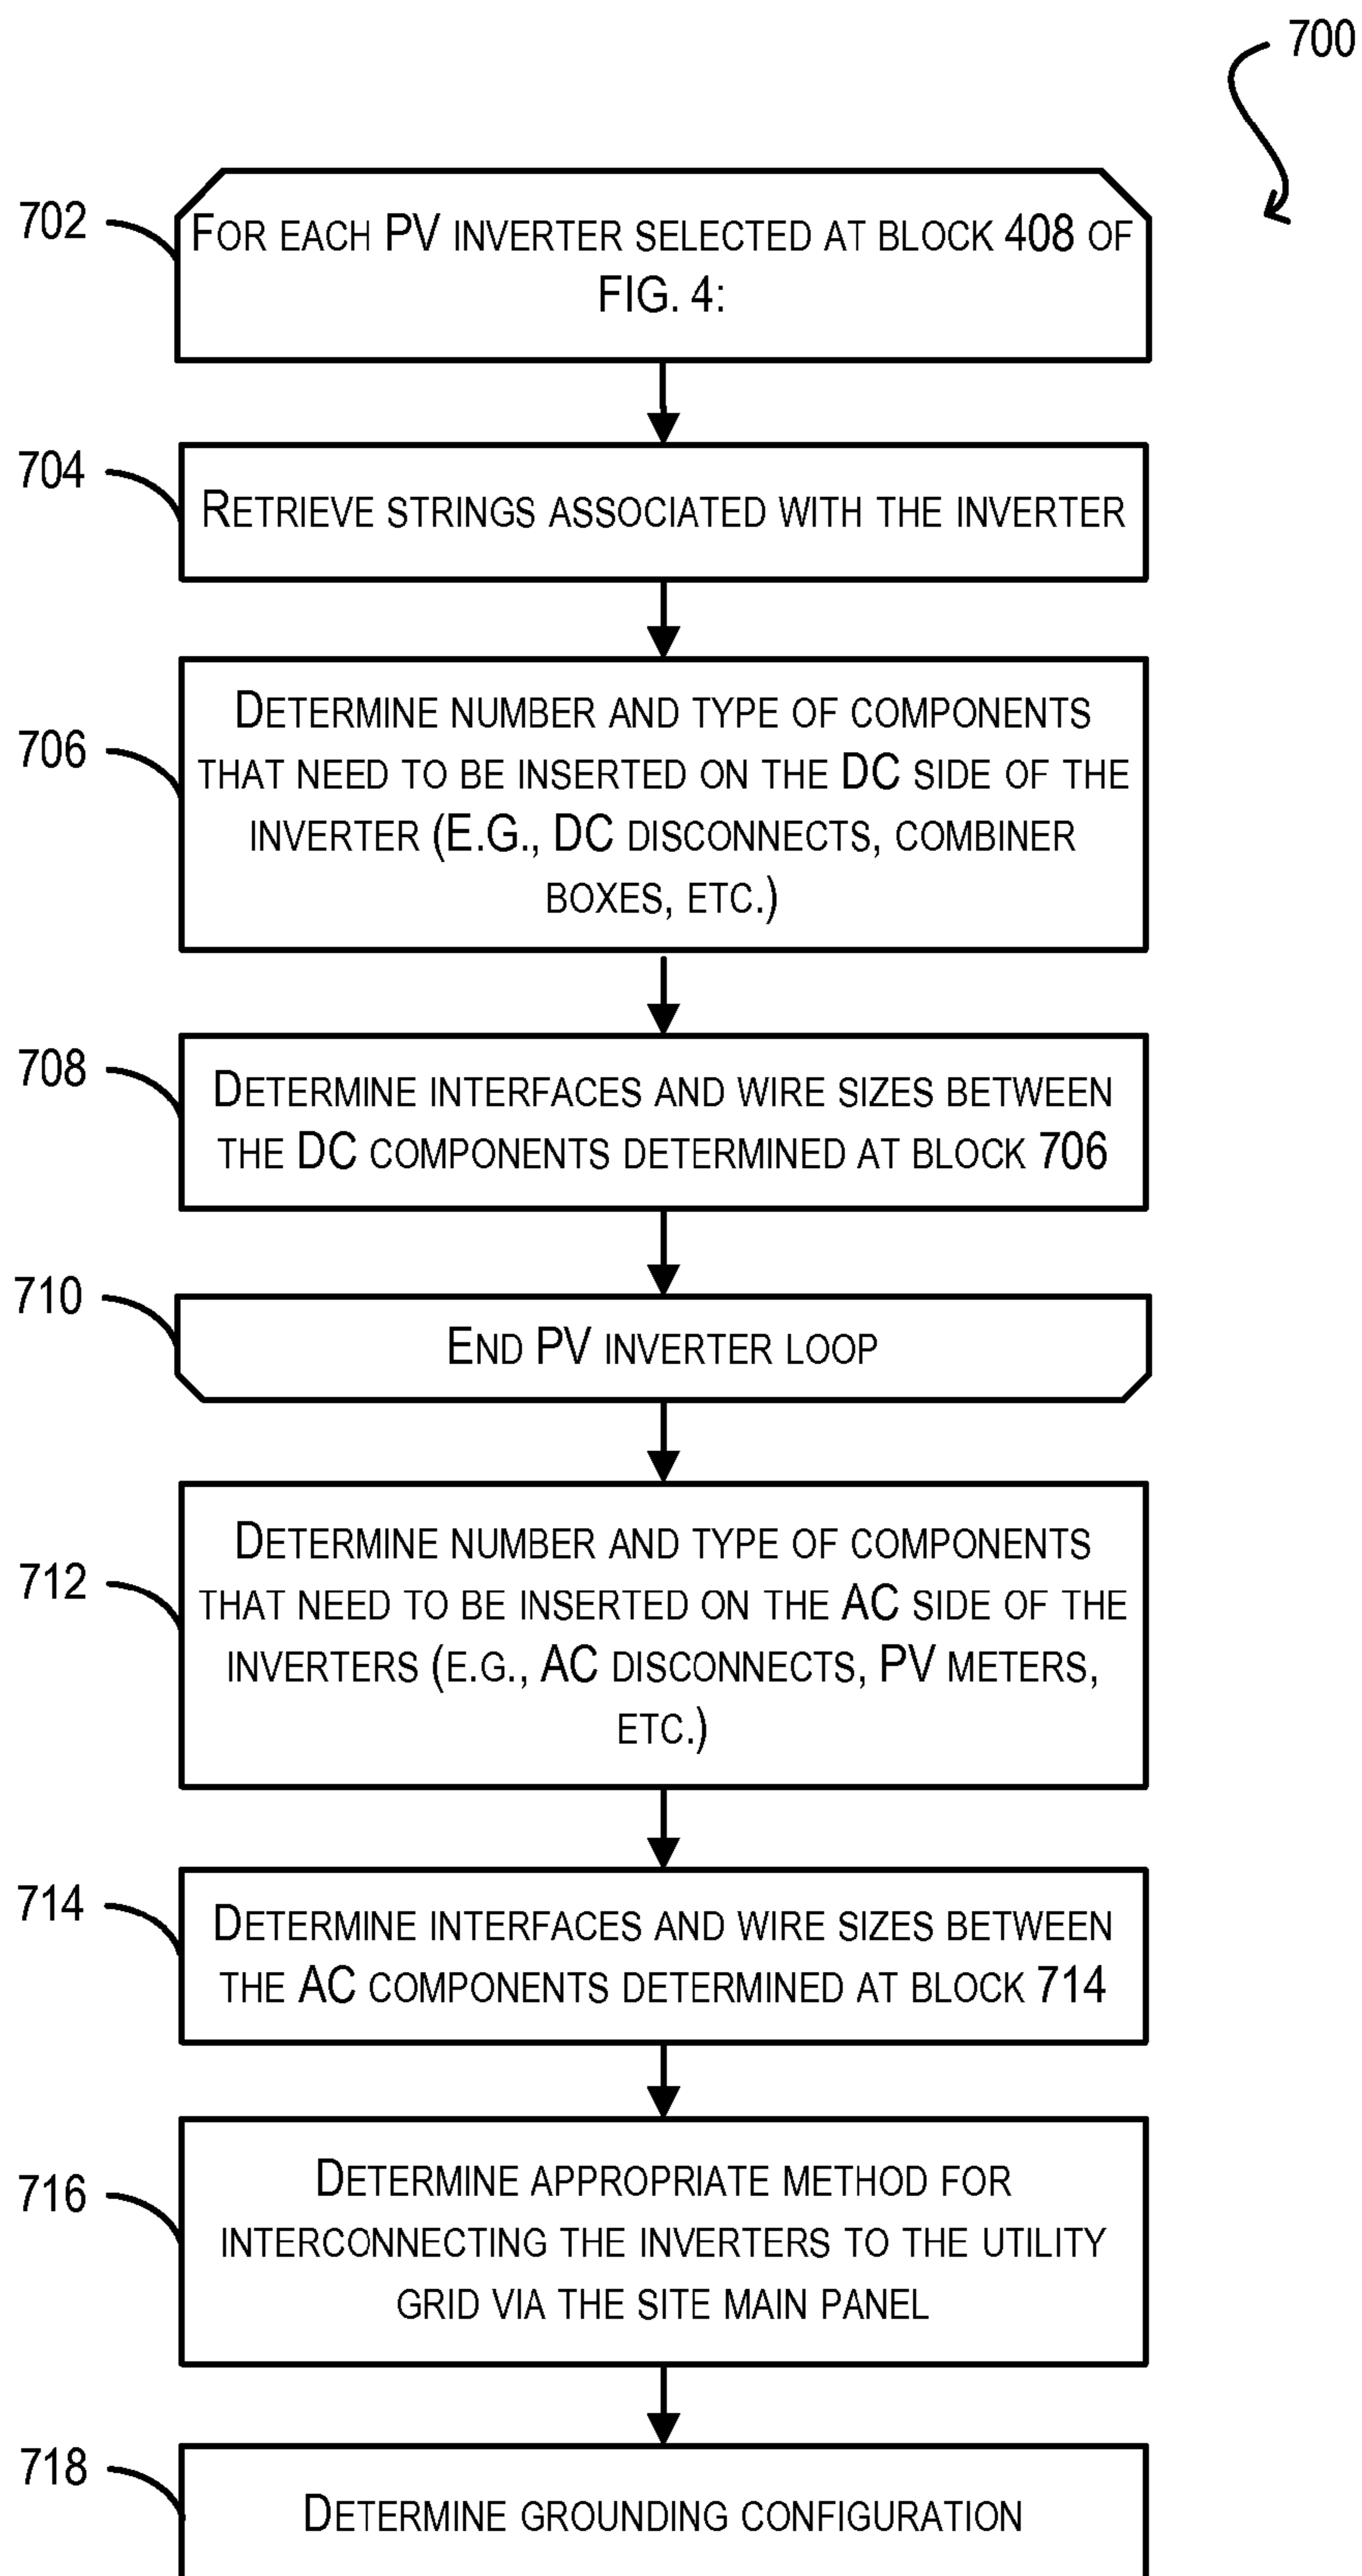 700
702
FOR EACH PV INVERTER SELECTED AT BLOCK 408 OF
FIG. 4:
704
RETRIEVE STRINGS ASSOCIATED WITH THE INVERTER
706
DETERMINE NUMBER AND TYPE OF COMPONENTS
THAT NEED TO BE INSERTED ON THE DC SIDE OF THE
INVERTER (E.G., DC DISCONNECTS, COMBINER
BOXES, ETC.)
708
DETERMINE INTERFACES AND WIRE SIZES BETWEEN
THE DC COMPONENTS DETERMINED AT BLOCK 706
710
END PV INVERTER LOOP
712
DETERMINE NUMBER AND TYPE OF COMPONENTS
THAT NEED TO BE INSERTED ON THE AC SIDE OF THE
INVERTERS (E.G., AC DISCONNECTS, PV METERS,
ETC.)
714
DETERMINE INTERFACES AND WIRE SIZES BETWEEN
THE AC COMPONENTS DETERMINED AT BLOCK 714
716
DETERMINE APPROPRIATE METHOD FOR
INTERCONNECTING THE INVERTERS TO THE UTILITY
GRID VIA THE SITE MAIN PANEL
718
DETERMINE GROUNDING CONFIGURATION